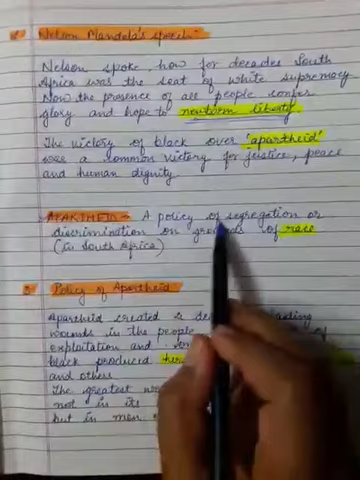 Nelson Mandela's speech
Nelson spoke how for decades South
Africa was the seat of white supremacy
Now the presence of all people confer
glory and hope to newborn liberty.
The victory of black over 'apartheid'
was a common victory for justice, peace
and human dignity
APARTHEID - A policy of segregation or
discrimination on grounds of race
(in South Africa)
Policy of Apartheid
Apartheid created a
wounds in the people of
exploitation and
black produced
and others
The greatest
not in its
but in men